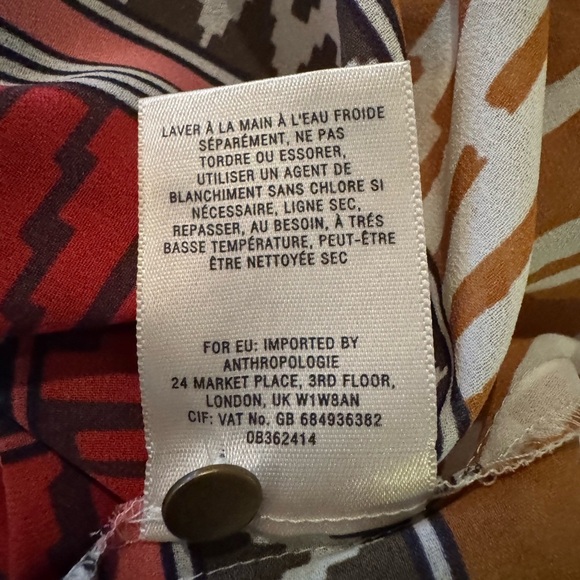 LAVER À LA MAIN À L'EAU FROIDE
SÉPARÉMENT, NE PAS
TORDRE OU ESSORER,
UTILISER UN AGENT DE
BLANCHIMENT SANS CHLORE SI
NÉCESSAIRE, LIGNE SEC,
REPASSER, AU BESOIN, À TRÉS
BASSE TEMPÉRATURE, PEUT-ÊTRE
ÊTRE NETTOYÉE SEC
FOR EU: IMPORTED BY
ANTHROPOLOGIE
24 MARKET PLACE, 3RD FLOOR,
LONDON, UK W1W8AN
CIF: VAT No. GB 684936382
OB362414